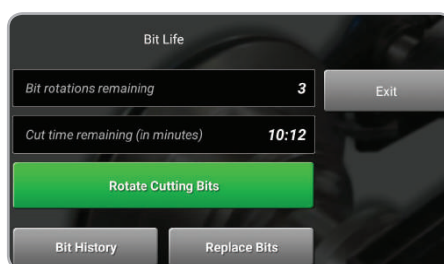 Bit Life
Bit rotations remaining 3
Exit
Cut time remaining (in minutes) 10:12
Rotate Cutting Bits
Bit History
Replace Bits